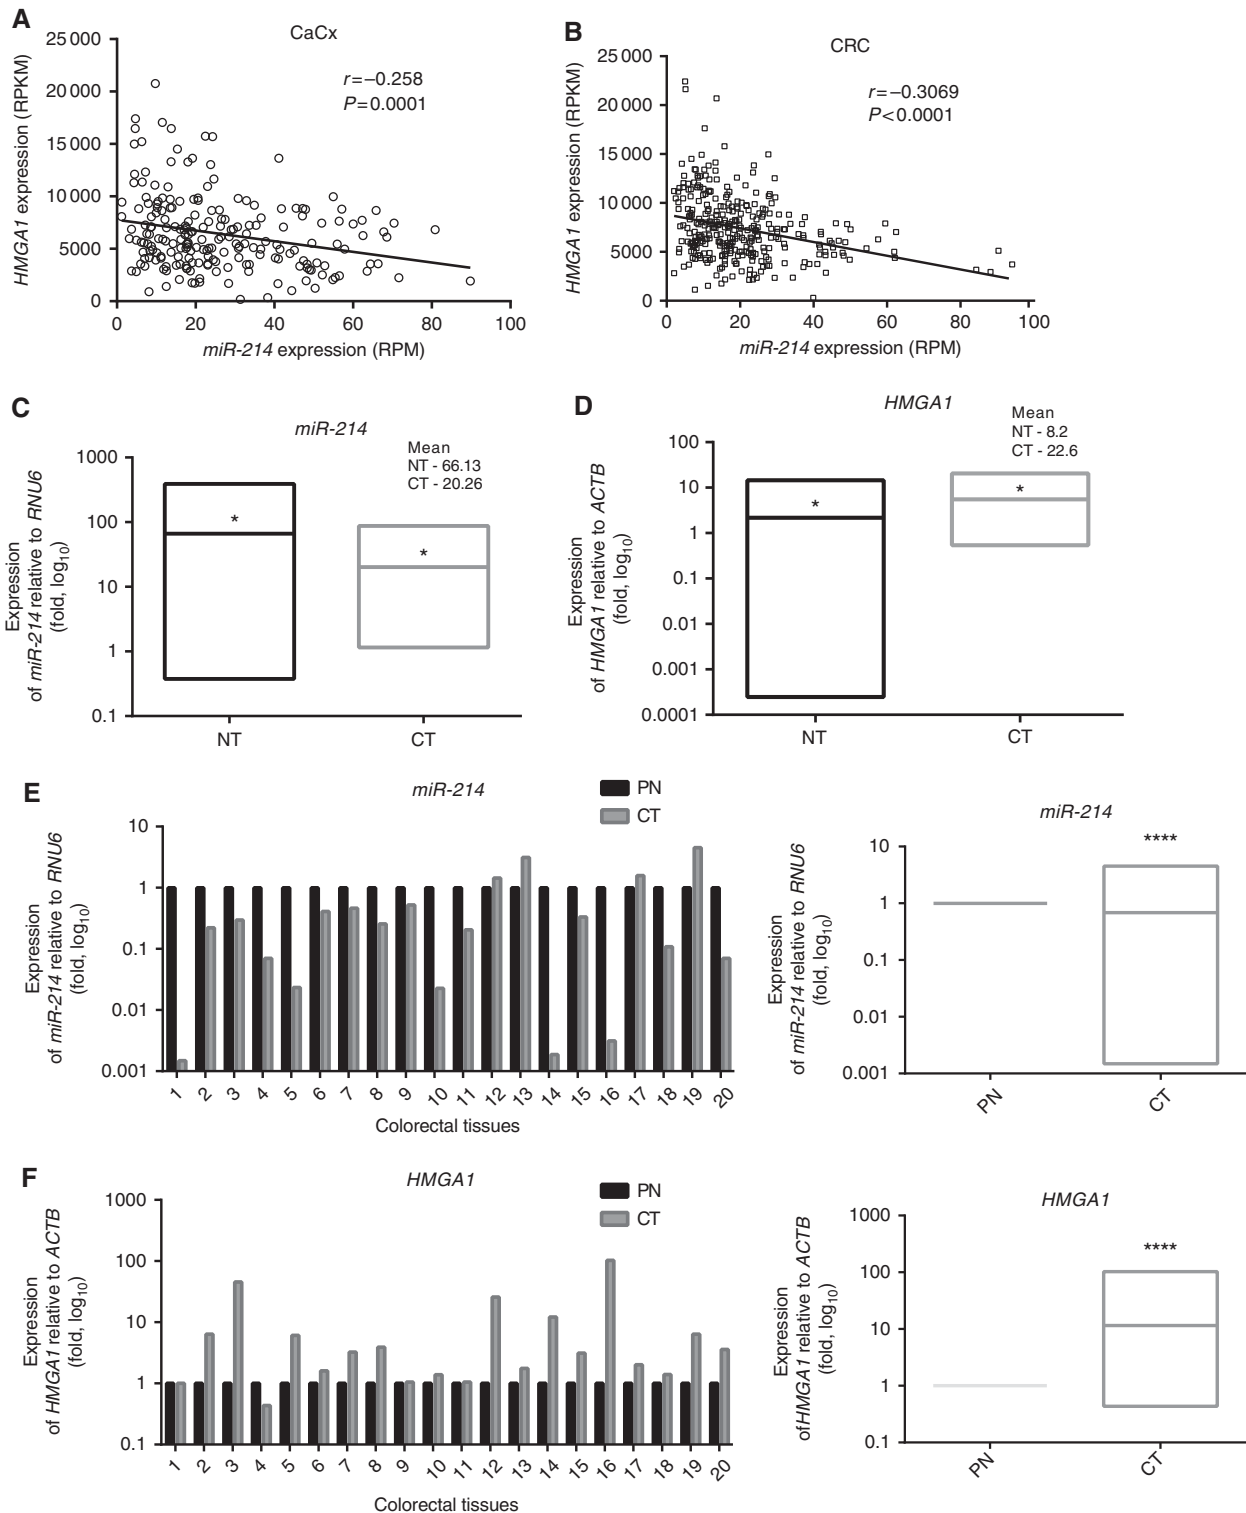 A
CaCx
r=–0.258
P=0.0001
HMGA1 expression (RPKM)
25 000
20 000
15 000
10 000
5000
0
0 20 40 60 80 100
miR-214 expression (RPM)
B
CRC
r=–0.3069
P<0.0001
HMGA1 expression (RPKM)
25 000
20 000
15 000
10 000
5000
0
0 20 40 60 80 100
miR-214 expression (RPM)
C
miR-214
Mean
NT - 66.13
CT - 20.26
Expression
of miR-214 relative to RNU6
(fold, log10)
1000
100
10
1
0.1
*
*
NT CT
D
HMGA1
Mean
NT - 8.2
CT - 22.6
Expression
of HMGA1 relative to ACTB
(fold, log10)
100
10
1
0.1
0.01
0.001
0.0001
*
*
NT CT
E
miR-214
PN
CT
Expression
of miR-214 relative to RNU6
(fold, log10)
10
1
0.1
0.01
0.001
1 2 3 4 5 6 7 8 9 10 11 12 13 14 15 16 17 18 19 20
Colorectal tissues
miR-214
****
Expression
of miR-214 relative to RNU6
(fold, log10)
10
1
0.1
0.01
0.001
PN CT
F
HMGA1
PN
CT
Expression
of HMGA1 relative to ACTB
(fold, log10)
1000
100
10
1
0.1
1 2 3 4 5 6 7 8 9 10 11 12 13 14 15 16 17 18 19 20
Colorectal tissues
HMGA1
****
Expression
ofHMGA1 relative to ACTB
(fold, log10)
1000
100
10
1
0.1
PN CT